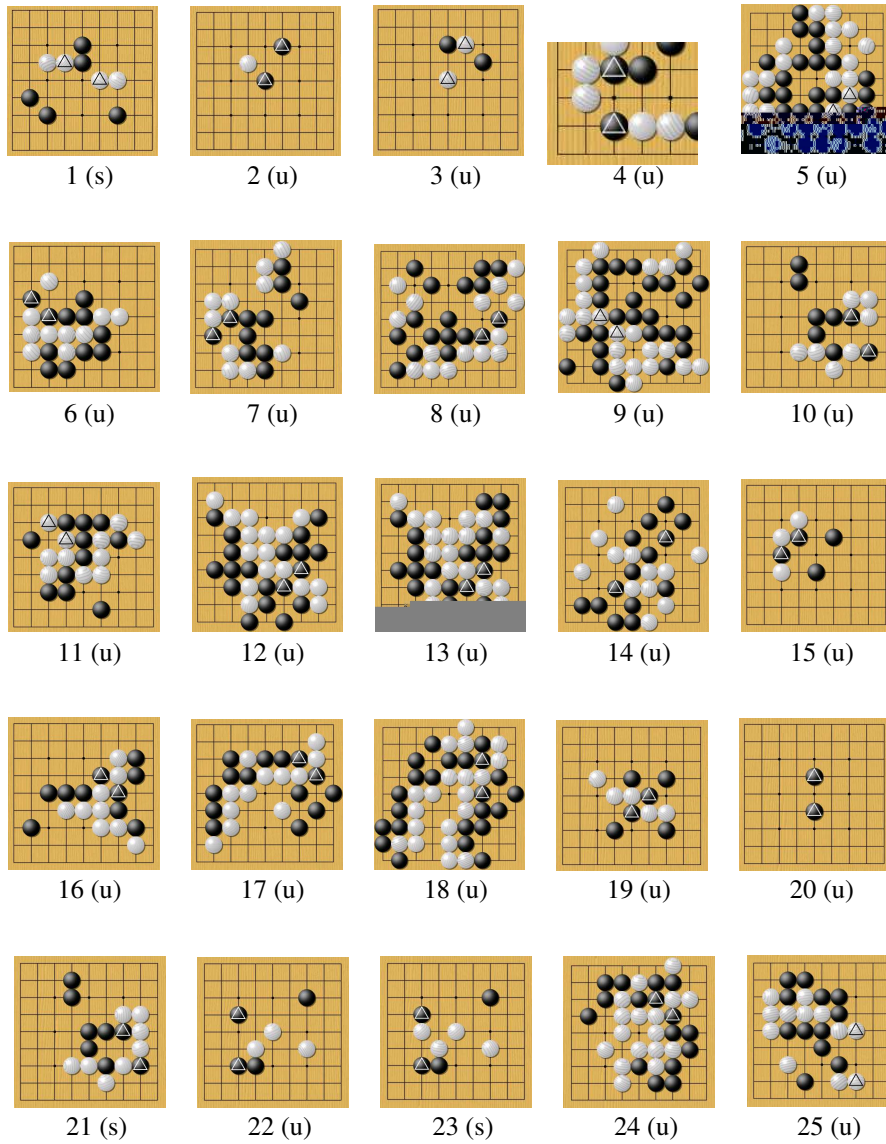 1 (s) 2 (u) 3 (u) 4 (u) 5 (u)
6 (u) 7 (u) 8 (u) 9 (u) 10 (u)
11 (u) 12 (u) 13 (u) 14 (u) 15 (u)
16 (u) 17 (u) 18 (u) 19 (u) 20 (u)
21 (s) 22 (u) 23 (s) 24 (u) 25 (u)